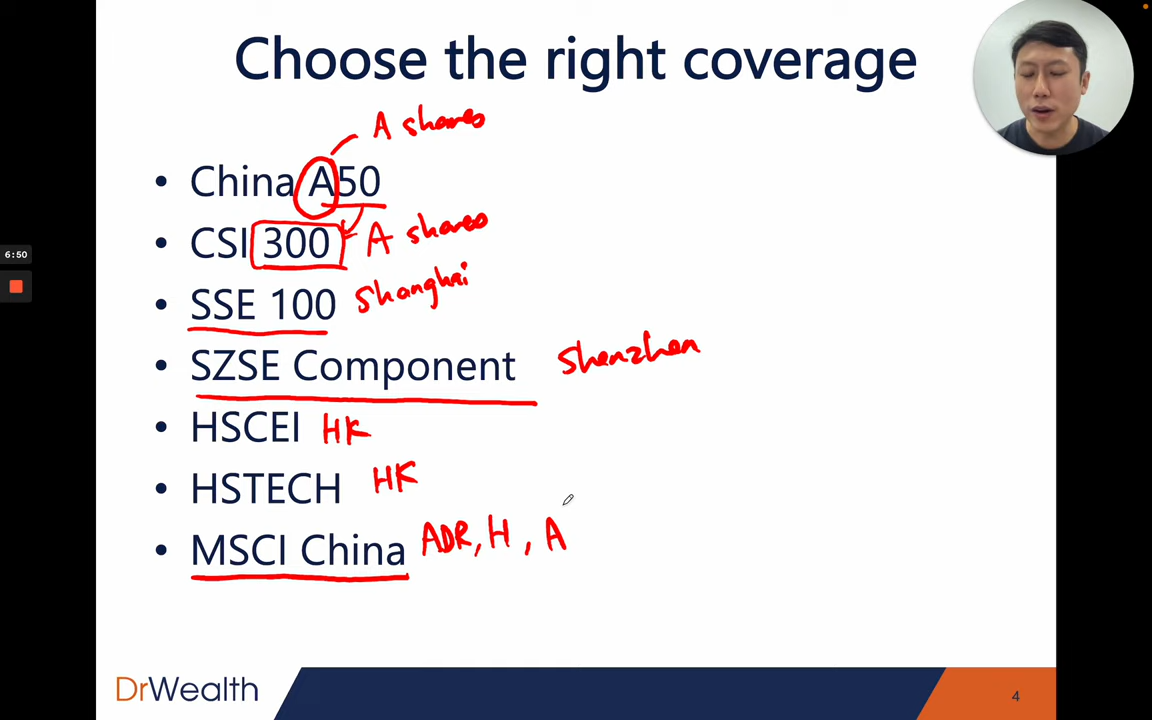 Choose the right coverage
A shares
• China A50
• CSI 300 A shares
• SSE 100 Shanghai
• SZSE Component Shenzhen
• HSCEI HK
• HSTECH HK
• MSCI China ADR, H, A
6:50
DrWealth
4